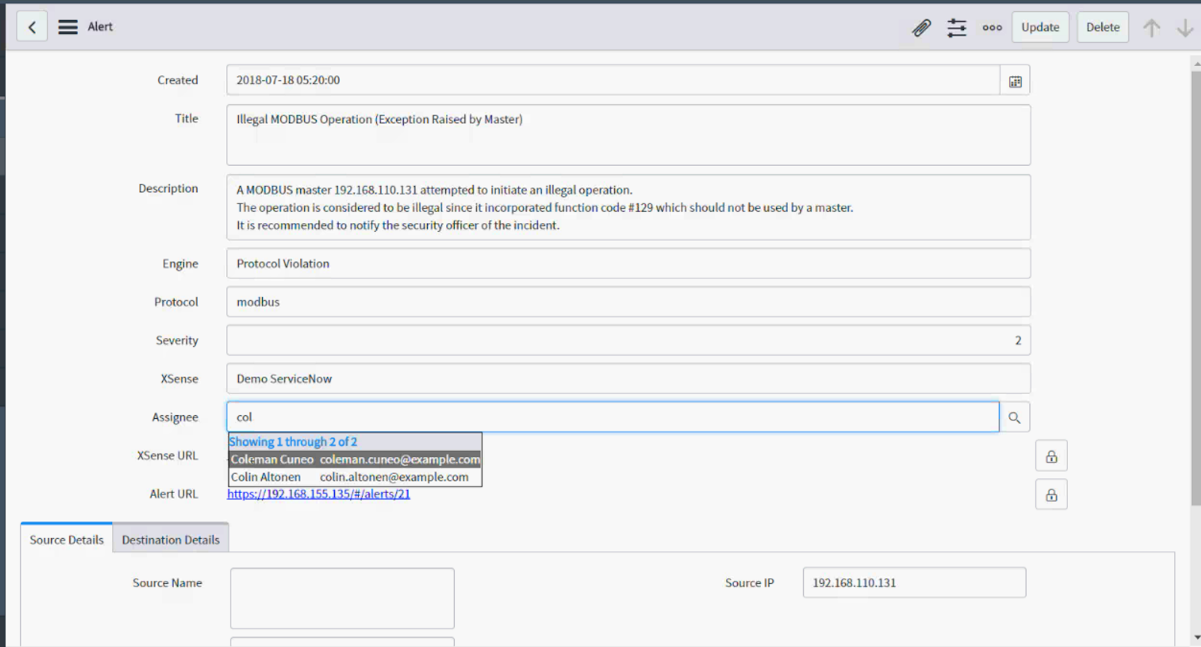 Alert
Update
Delete
Created
2018-07-18 05:20:00
Title
Illegal MODBUS Operation (Exception Raised by Master)
Description
A MODBUS master 192.168.110.131 attempted to initiate an illegal operation.
The operation is considered to be illegal since it incorporated function code #129 which should not be used by a master.
It is recommended to notify the security officer of the incident.
Engine
Protocol Violation
Protocol
modbus
Severity
2
XSense
Demo ServiceNow
Assignee
col
Showing 1 through 2 of 2
Coleman Cuneo coleman.cuneo@example.com
Colin Altonen colin.altonen@example.com
XSense URL
Alert URL
https://192.168.155.135/#/alerts/21
Source Details
Destination Details
Source Name
Source IP
192.168.110.131